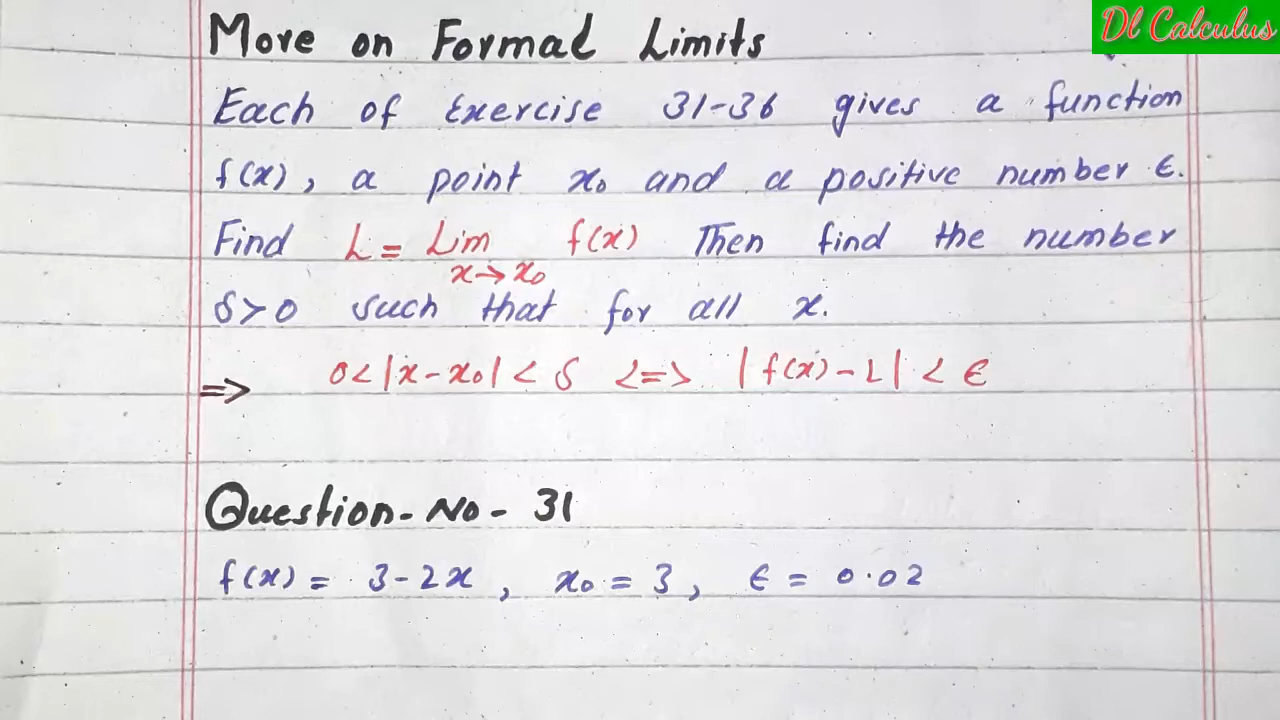 More on Formal Limits
Dl Calculus
Each of Exercise 31-36 gives a function
f(x), a point x₀ and a positive number ϵ.
Find L = Lim f(x) Then find the number
x→x₀
δ>0 such that for all x.
=> 0<|x-x₀|<δ <=> |f(x)-L|<ϵ
Question-No-31
f(x) = 3-2x, x₀ = 3, ϵ = 0.02